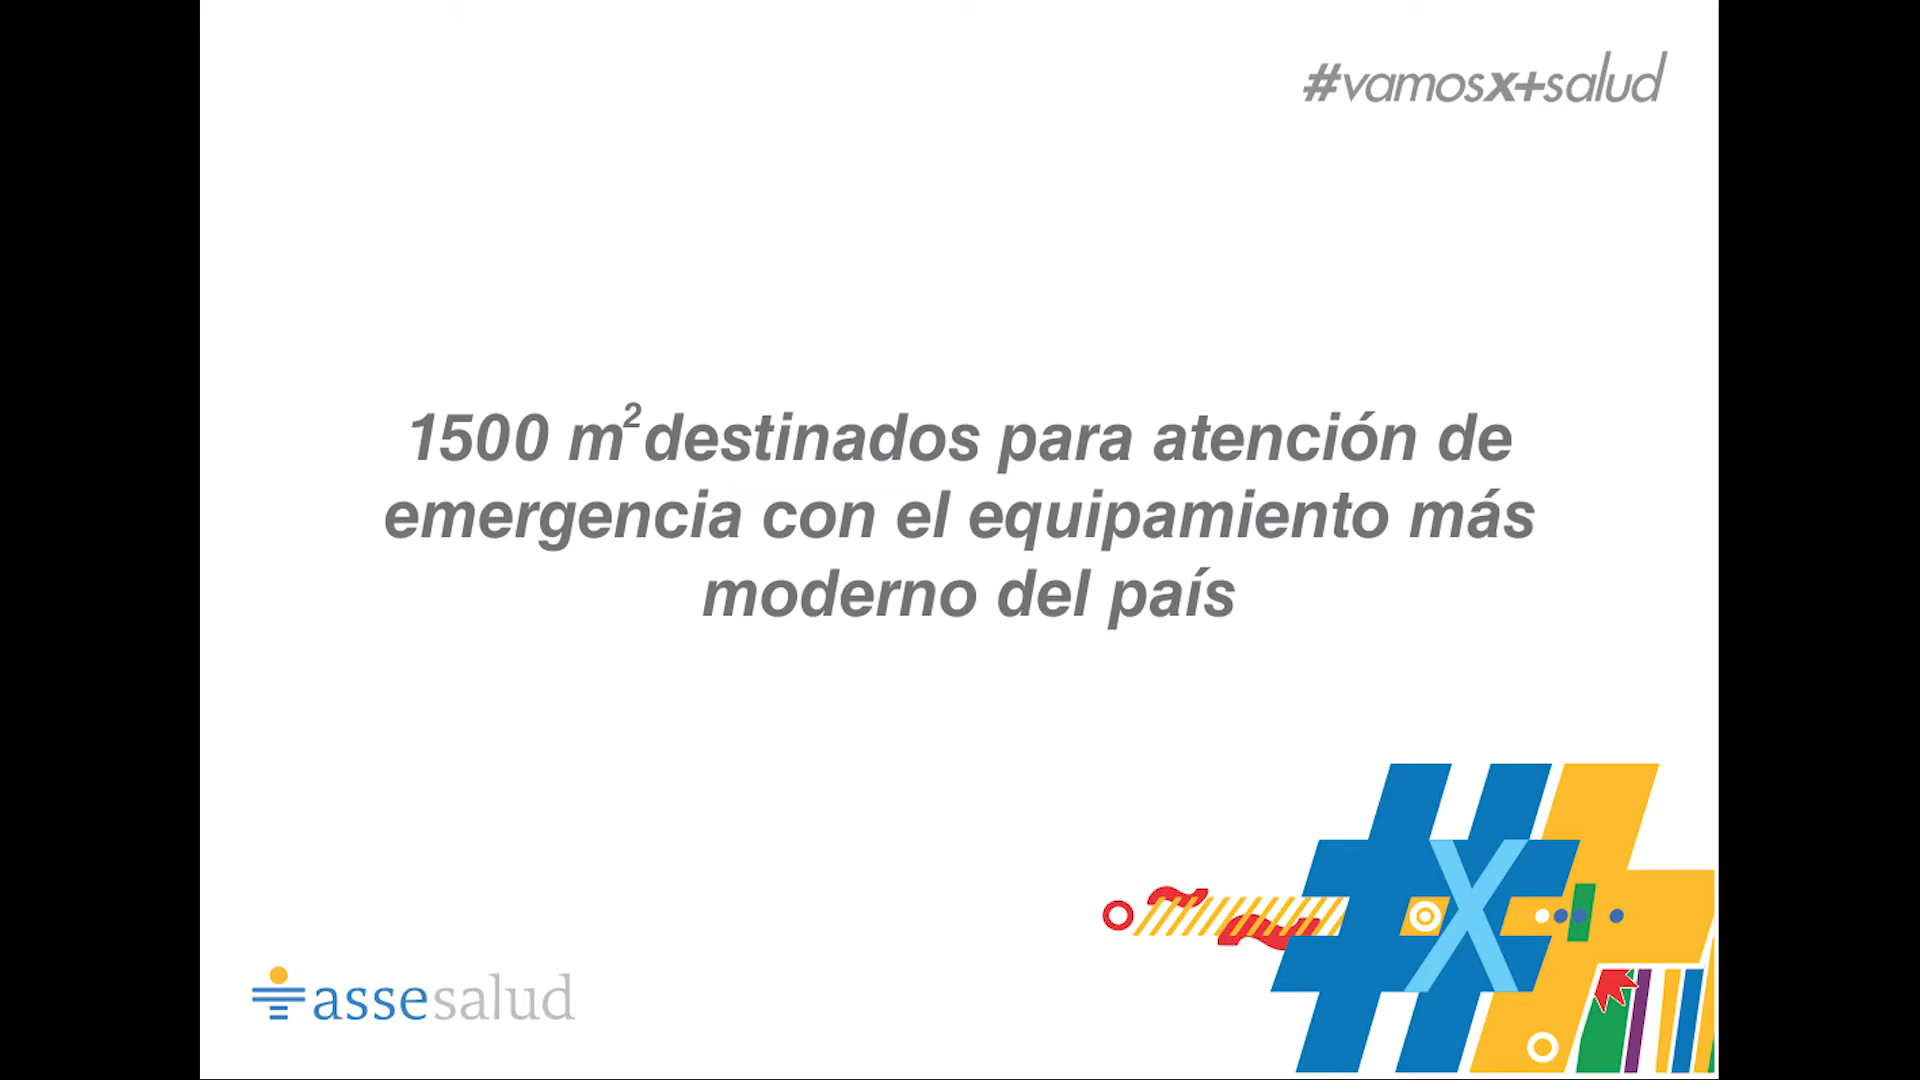 #vamosx+salud
1500 m² destinados para atención de
emergencia con el equipamiento más
moderno del país
#x+
assesalud